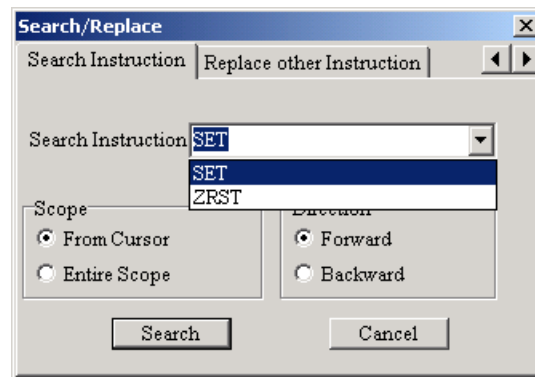 Search/Replace
Search Instruction Replace other Instruction
Search Instruction SET
SET
ZRST
Scope Direction
From Cursor Forward
Entire Scope Backward
Search Cancel